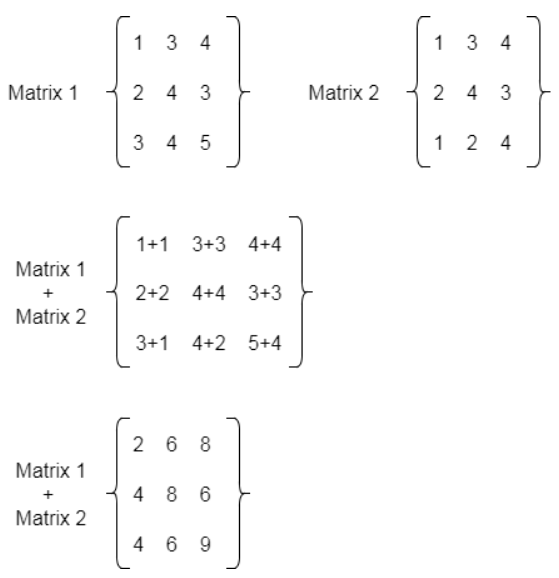 1 3 4
Matrix 1 2 4 3
3 4 5
1 3 4
Matrix 2 2 4 3
1 2 4
1+1 3+3 4+4
Matrix 1
+
Matrix 2
2+2 4+4 3+3
3+1 4+2 5+4
2 6 8
Matrix 1
+
Matrix 2
4 8 6
4 6 9